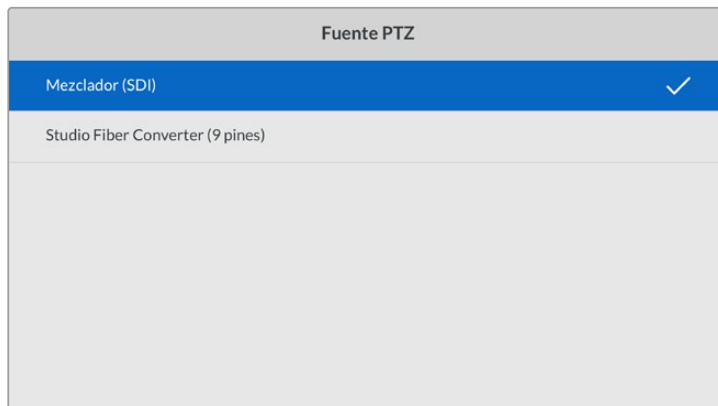 Fuente PTZ
Mezclador (SDI)
Studio Fiber Converter (9 pines)